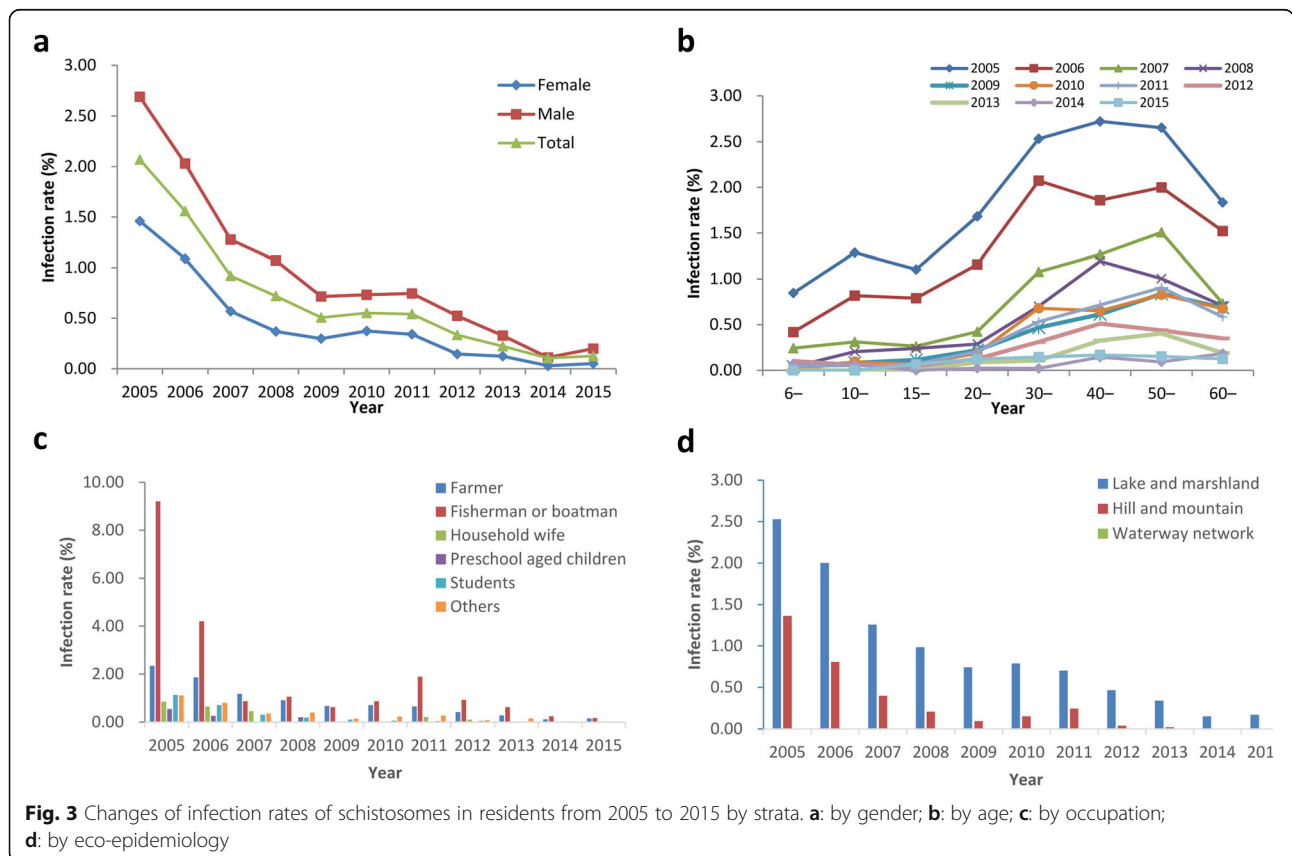 a
3.00
2.50
2.00
1.50
1.00
0.50
0.00
Infection rate (%)
Female
Male
Total
2005 2006 2007 2008 2009 2010 2011 2012 2013 2014 2015
Year
b
2005 2006 2007 2008
2009 2010 2011 2012
2013 2014 2015
3.00
2.50
2.00
1.50
1.00
0.50
0.00
Infection rate (%)
6– 10– 15– 20– 30– 40– 50– 60–
Year
c
10.00
8.00
6.00
4.00
2.00
0.00
Infection rate (%)
Farmer
Fisherman or boatman
Household wife
Preschool aged children
Students
Others
2005 2006 2007 2008 2009 2010 2011 2012 2013 2014 2015
Year
d
3.00
2.50
2.00
1.50
1.00
0.50
0.00
Infection rate (%)
Lake and marshland
Hill and mountain
Waterway network
2005 2006 2007 2008 2009 2010 2011 2012 2013 2014 201
Year
Fig. 3 Changes of infection rates of schistosomes in residents from 2005 to 2015 by strata. a: by gender; b: by age; c: by occupation;
d: by eco-epidemiology